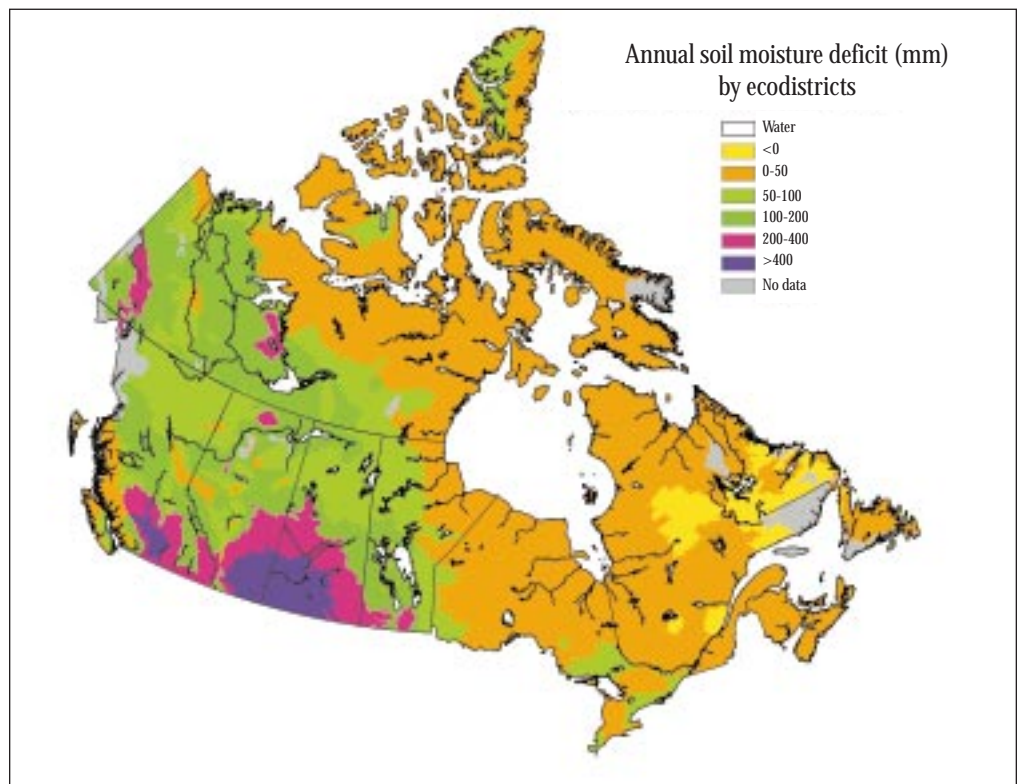 Annual soil moisture deficit (mm)
by ecodistricts
Water
<0
0-50
50-100
100-200
200-400
>400
No data